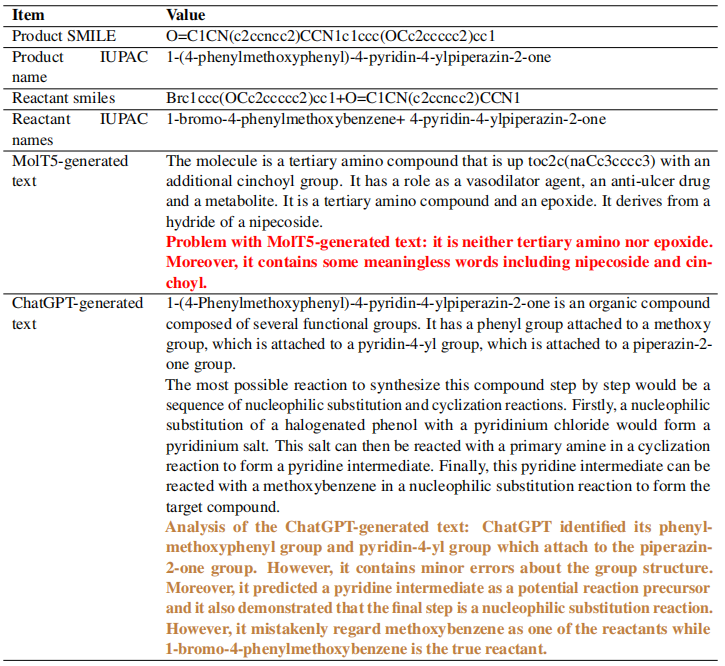 Item Value
Product SMILE O=C1CN(c2ccncc2)CCN1c1ccc(OCc2ccccc2)cc1
Product IUPAC 1-(4-phenylmethoxyphenyl)-4-pyridin-4-ylpiperazin-2-one
name
Reactant smiles Brc1ccc(OCc2ccccc2)cc1+O=C1CN(c2ccncc2)CCN1
Reactant IUPAC 1-bromo-4-phenylmethoxybenzene+ 4-pyridin-4-ylpiperazin-2-one
names
MolT5-generated The molecule is a tertiary amino compound that is up toc2c(naCc3cccc3) with an
text additional cinchoyl group. It has a role as a vasodilator agent, an anti-ulcer drug
and a metabolite. It is a tertiary amino compound and an epoxide. It derives from a
hydride of a nipecoside.
Problem with MolT5-generated text: it is neither tertiary amino nor epoxide.
Moreover, it contains some meaningless words including nipecoside and cin-
choyl.
ChatGPT-generated 1-(4-Phenylmethoxyphenyl)-4-pyridin-4-ylpiperazin-2-one is an organic compound
text composed of several functional groups. It has a phenyl group attached to a methoxy
group, which is attached to a pyridin-4-yl group, which is attached to a piperazin-2-
one group.
The most possible reaction to synthesize this compound step by step would be a
sequence of nucleophilic substitution and cyclization reactions. Firstly, a nucleophilic
substitution of a halogenated phenol with a pyridinium chloride would form a
pyridinium salt. This salt can then be reacted with a primary amine in a cyclization
reaction to form a pyridine intermediate. Finally, this pyridine intermediate can be
reacted with a methoxybenzene in a nucleophilic substitution reaction to form the
target compound.
Analysis of the ChatGPT-generated text: ChatGPT identified its phenyl-
methoxyphenyl group and pyridin-4-yl group which attach to the piperazin-
2-one group. However, it contains minor errors about the group structure.
Moreover, it predicted a pyridine intermediate as a potential reaction precursor
and it also demonstrated that the final step is a nucleophilic substitution reaction.
However, it mistakenly regard methoxybenzene as one of the reactants while
1-bromo-4-phenylmethoxybenzene is the true reactant.